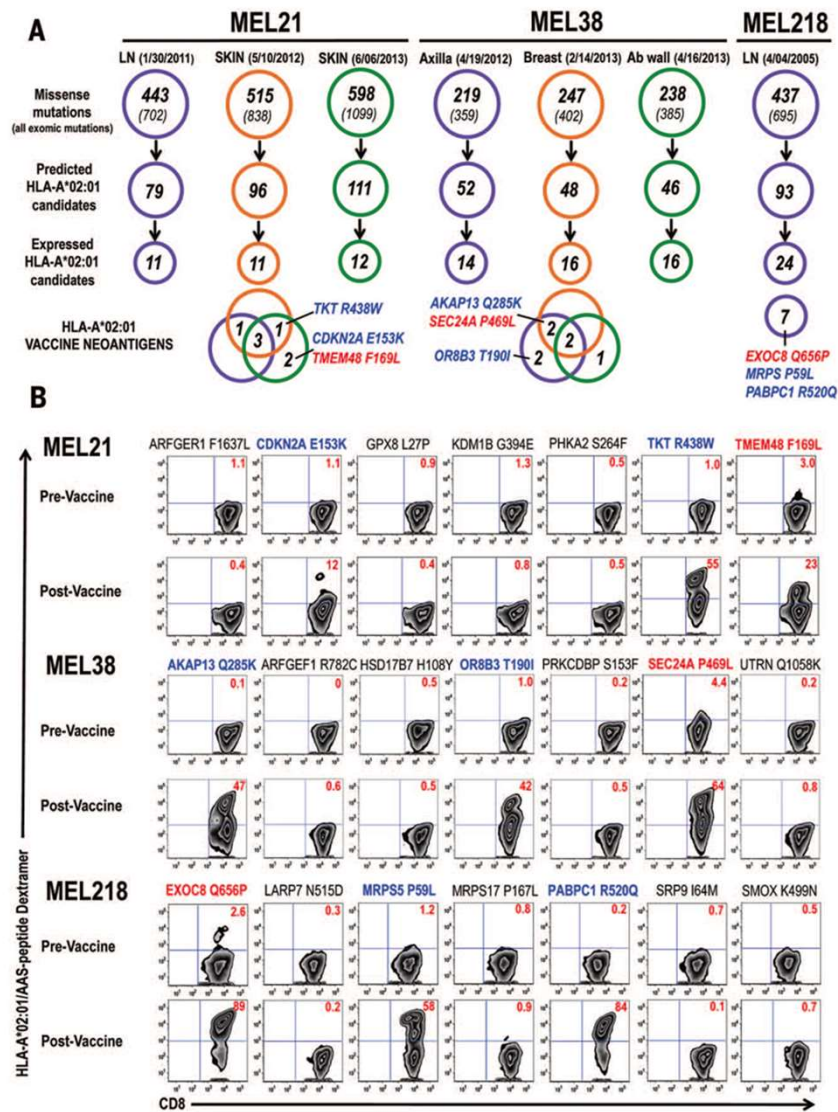 A
MEL21 MEL38 MEL218
LN (1/30/2011) SKIN (5/10/2012) SKIN (6/06/2013) Axilla (4/19/2012) Breast (2/14/2013) Ab wall (4/16/2013) LN (4/04/2005)
Missense mutations (all exomic mutations)
443 515 598 219 247 238 437
(702) (838) (1099) (359) (402) (385) (695)
Predicted HLA-A*02:01 candidates
79 96 111 52 48 46 93
Expressed HLA-A*02:01 candidates
11 11 12 14 16 16 24
HLA-A*02:01 VACCINE NEOANTIGENS
1 1 3 2
TKT R438W
CDKN2A E153K
TMEM48 F169L
AKAP13 Q285K
SEC24A P469L
OR8B3 T190I
2 2 2 1
7
EXOC8 Q656P
MRPS P59L
PABPC1 R520Q
B
HLA-A*02:01/AAS-peptide Dextramer
MEL21
ARFGER1 F1637L CDKN2A E153K GPX8 L27P KDM1B G394E PHKA2 S264F TKT R438W TMEM48 F169L
Pre-Vaccine
1.1 1.1 0.9 1.3 0.5 1.0 3.0
Post-Vaccine
0.4 12 0.4 0.8 0.5 55 23
MEL38
AKAP13 Q285K ARFGEF1 R782C HSD17B7 H108Y OR8B3 T190I PRKCDBP S153F SEC24A P469L UTRN Q1058K
Pre-Vaccine
0.1 0 0.5 1.0 0.2 4.4 0.2
Post-Vaccine
47 0.6 0.5 42 0.5 64 0.8
MEL218
EXOC8 Q656P LARP7 N515D MRPS5 P59L MRPS17 P167L PABPC1 R520Q SRP9 I64M SMOX K499N
Pre-Vaccine
2.6 0.3 1.2 0.8 0.2 0.7 0.5
Post-Vaccine
89 0.2 58 0.9 84 0.1 0.7
CD8